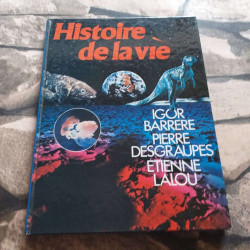 Histoire
de la vie
IGOR
BARRERE
PIERRE
DESGRAUPES
ETIENNE
LALOU